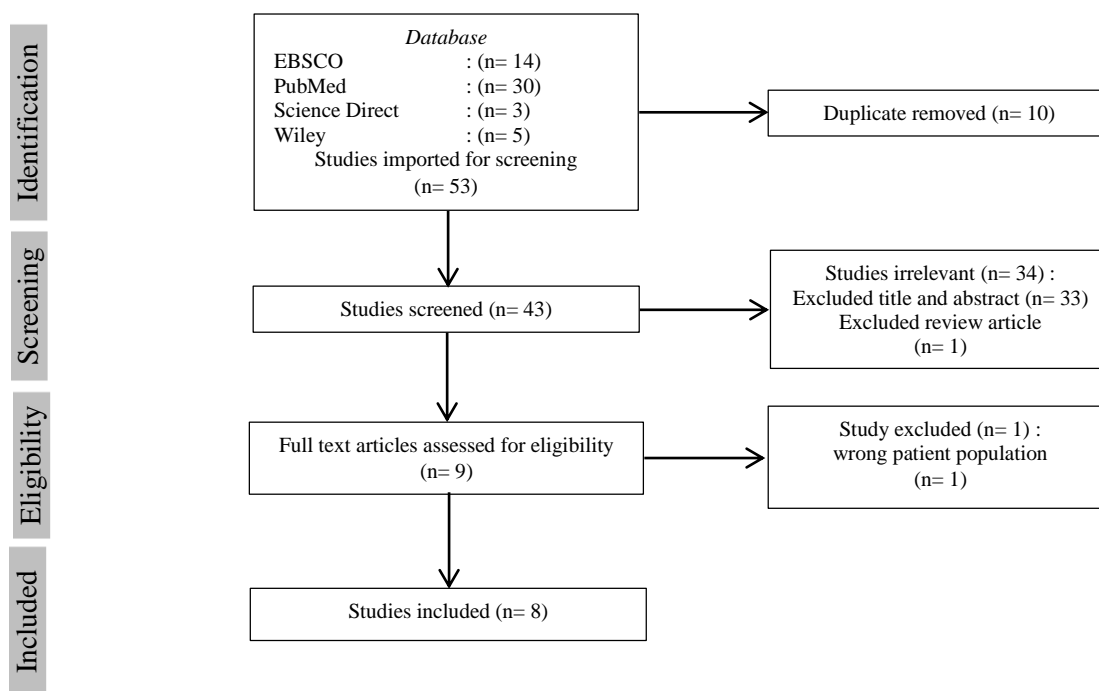 Identification
Database
EBSCO : (n= 14)
PubMed : (n= 30)
Science Direct : (n= 3)
Wiley : (n= 5)
Studies imported for screening
(n= 53)
Duplicate removed (n= 10)
Screening
Studies screened (n= 43)
Studies irrelevant (n= 34) :
Excluded title and abstract (n= 33)
Excluded review article
(n= 1)
Eligibility
Full text articles assessed for eligibility
(n= 9)
Study excluded (n= 1) :
wrong patient population
(n= 1)
Included
Studies included (n= 8)